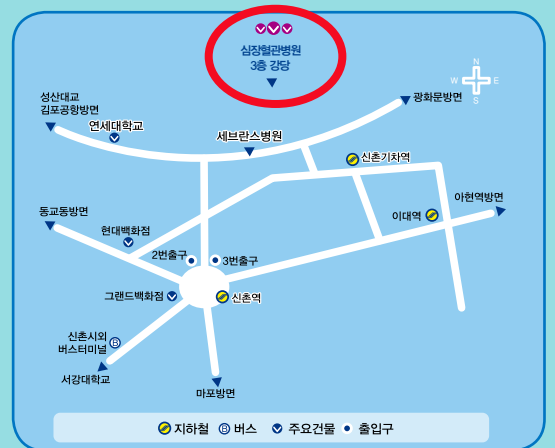 심장혈관병원
3층 강당
N
W E
S
성산대교
김포공항방면
광화문방면
연세대학교
세브란스병원
신촌기차역
아현역방면
동교동방면
이대역
현대백화점
2번출구
3번출구
그랜드백화점
신촌역
신촌시외
버스터미널
B
서강대학교
마포방면
지하철 B 버스 주요건물 출입구